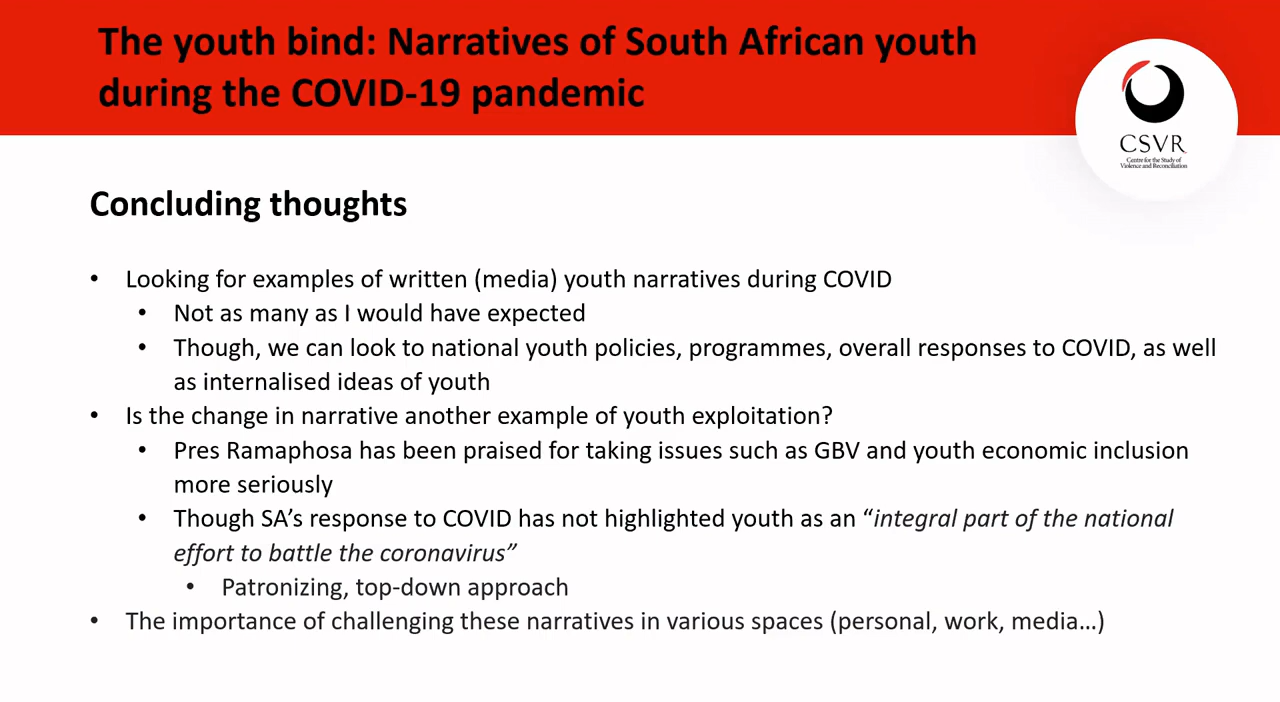 The youth bind: Narratives of South African youth
during the COVID-19 pandemic
CSVR
Centre for the Study of
Violence and Reconciliation
Concluding thoughts
• Looking for examples of written (media) youth narratives during COVID
• Not as many as I would have expected
• Though, we can look to national youth policies, programmes, overall responses to COVID, as well
as internalised ideas of youth
• Is the change in narrative another example of youth exploitation?
• Pres Ramaphosa has been praised for taking issues such as GBV and youth economic inclusion
more seriously
• Though SA’s response to COVID has not highlighted youth as an “integral part of the national
effort to battle the coronavirus”
• Patronizing, top-down approach
• The importance of challenging these narratives in various spaces (personal, work, media…)